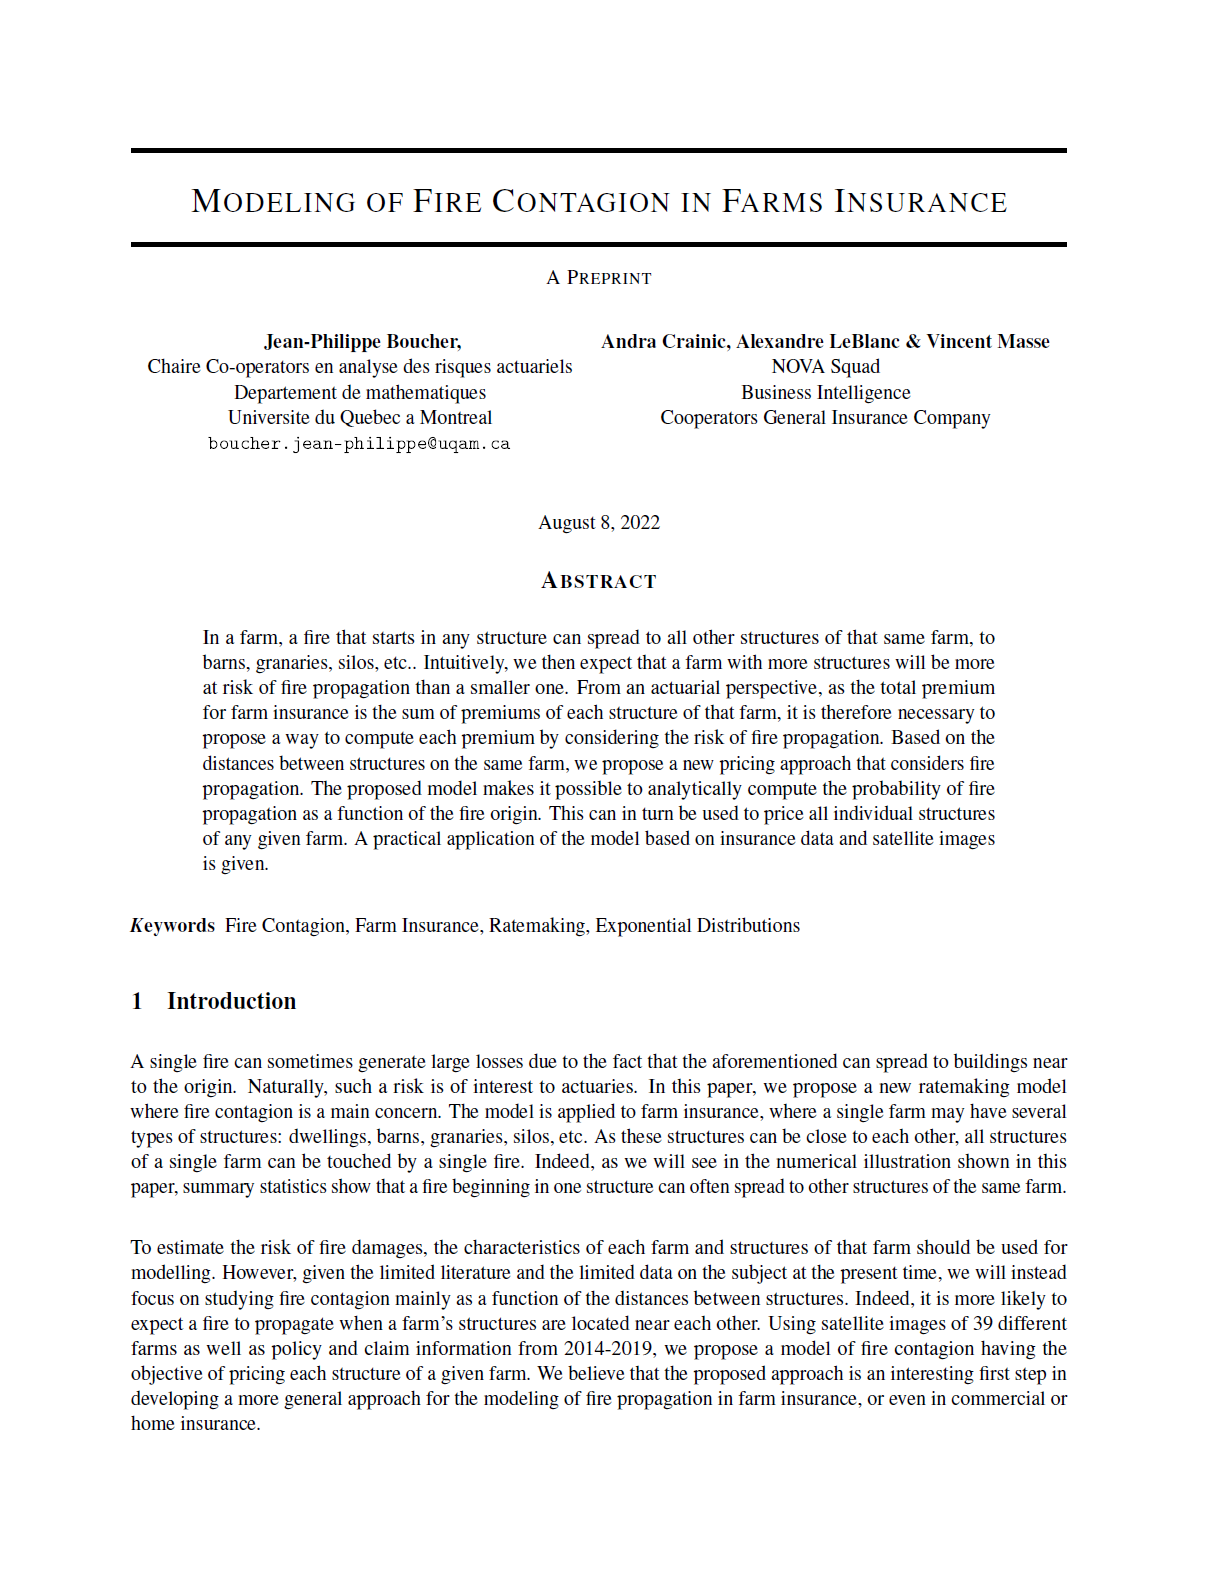 MODELING OF FIRE CONTAGION IN FARMS INSURANCE
A PREPRINT
Jean-Philippe Boucher,
Chaire Co-operators en analyse des risques actuariels
Departement de mathematiques
Universite du Quebec a Montreal
boucher.jean-philippe@uqam.ca
Andra Crainic, Alexandre LeBlanc & Vincent Masse
NOVA Squad
Business Intelligence
Cooperators General Insurance Company
August 8, 2022
ABSTRACT
In a farm, a fire that starts in any structure can spread to all other structures of that same farm, to
barns, granaries, silos, etc.. Intuitively, we then expect that a farm with more structures will be more
at risk of fire propagation than a smaller one. From an actuarial perspective, as the total premium
for farm insurance is the sum of premiums of each structure of that farm, it is therefore necessary to
propose a way to compute each premium by considering the risk of fire propagation. Based on the
distances between structures on the same farm, we propose a new pricing approach that considers fire
propagation. The proposed model makes it possible to analytically compute the probability of fire
propagation as a function of the fire origin. This can in turn be used to price all individual structures
of any given farm. A practical application of the model based on insurance data and satellite images
is given.
Keywords Fire Contagion, Farm Insurance, Ratemaking, Exponential Distributions
1 Introduction
A single fire can sometimes generate large losses due to the fact that the aforementioned can spread to buildings near
to the origin. Naturally, such a risk is of interest to actuaries. In this paper, we propose a new ratemaking model
where fire contagion is a main concern. The model is applied to farm insurance, where a single farm may have several
types of structures: dwellings, barns, granaries, silos, etc. As these structures can be close to each other, all structures
of a single farm can be touched by a single fire. Indeed, as we will see in the numerical illustration shown in this
paper, summary statistics show that a fire beginning in one structure can often spread to other structures of the same farm.
To estimate the risk of fire damages, the characteristics of each farm and structures of that farm should be used for
modelling. However, given the limited literature and the limited data on the subject at the present time, we will instead
focus on studying fire contagion mainly as a function of the distances between structures. Indeed, it is more likely to
expect a fire to propagate when a farm's structures are located near each other. Using satellite images of 39 different
farms as well as policy and claim information from 2014-2019, we propose a model of fire contagion having the
objective of pricing each structure of a given farm. We believe that the proposed approach is an interesting first step in
developing a more general approach for the modeling of fire propagation in farm insurance, or even in commercial or
home insurance.